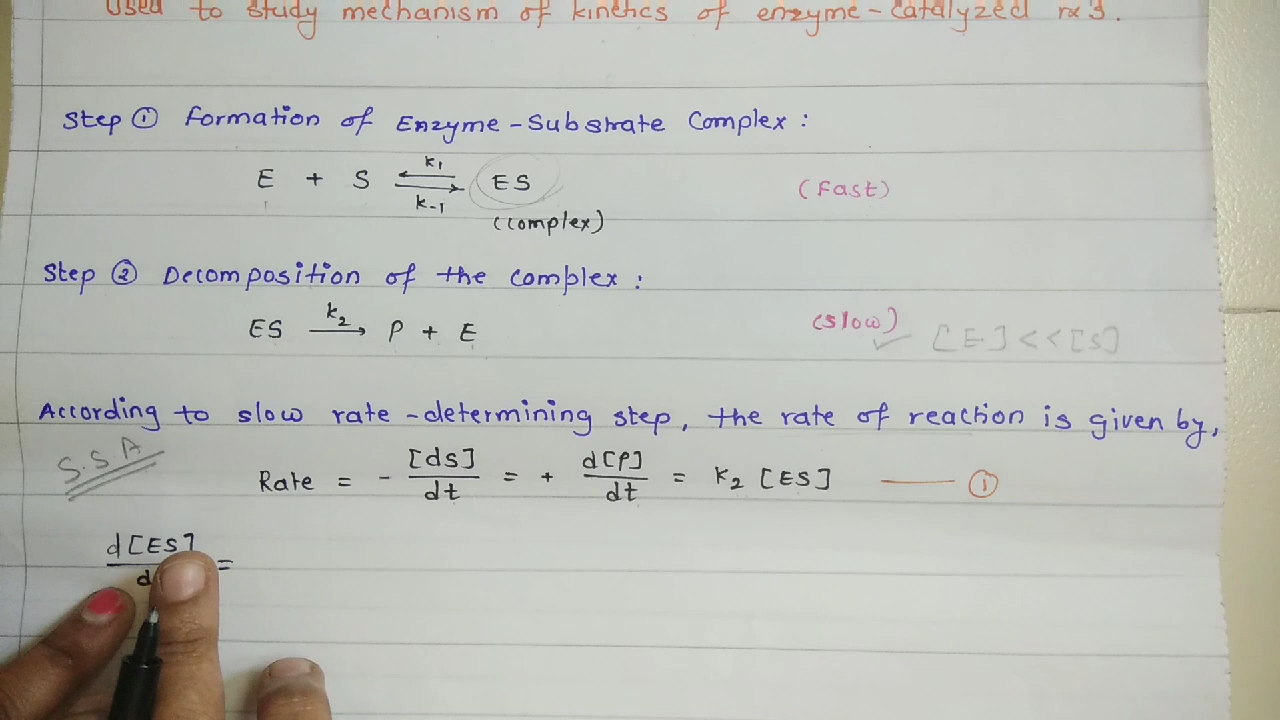 Used to study mechanism of kinetics of enzyme-catalyzed rx3.
Step ① Formation of Enzyme-Substrate Complex :
E + S ⇌ ES (Fast)
k1
k-1
(complex)
Step ② Decomposition of the complex :
ES →k2 P + E (slow) [E] << [S]
According to slow rate-determining step, the rate of reaction is given by,
S.S A
Rate = - [ds]/dt = + d[P]/dt = K2 [ES] —— ①
d[ES]/d =